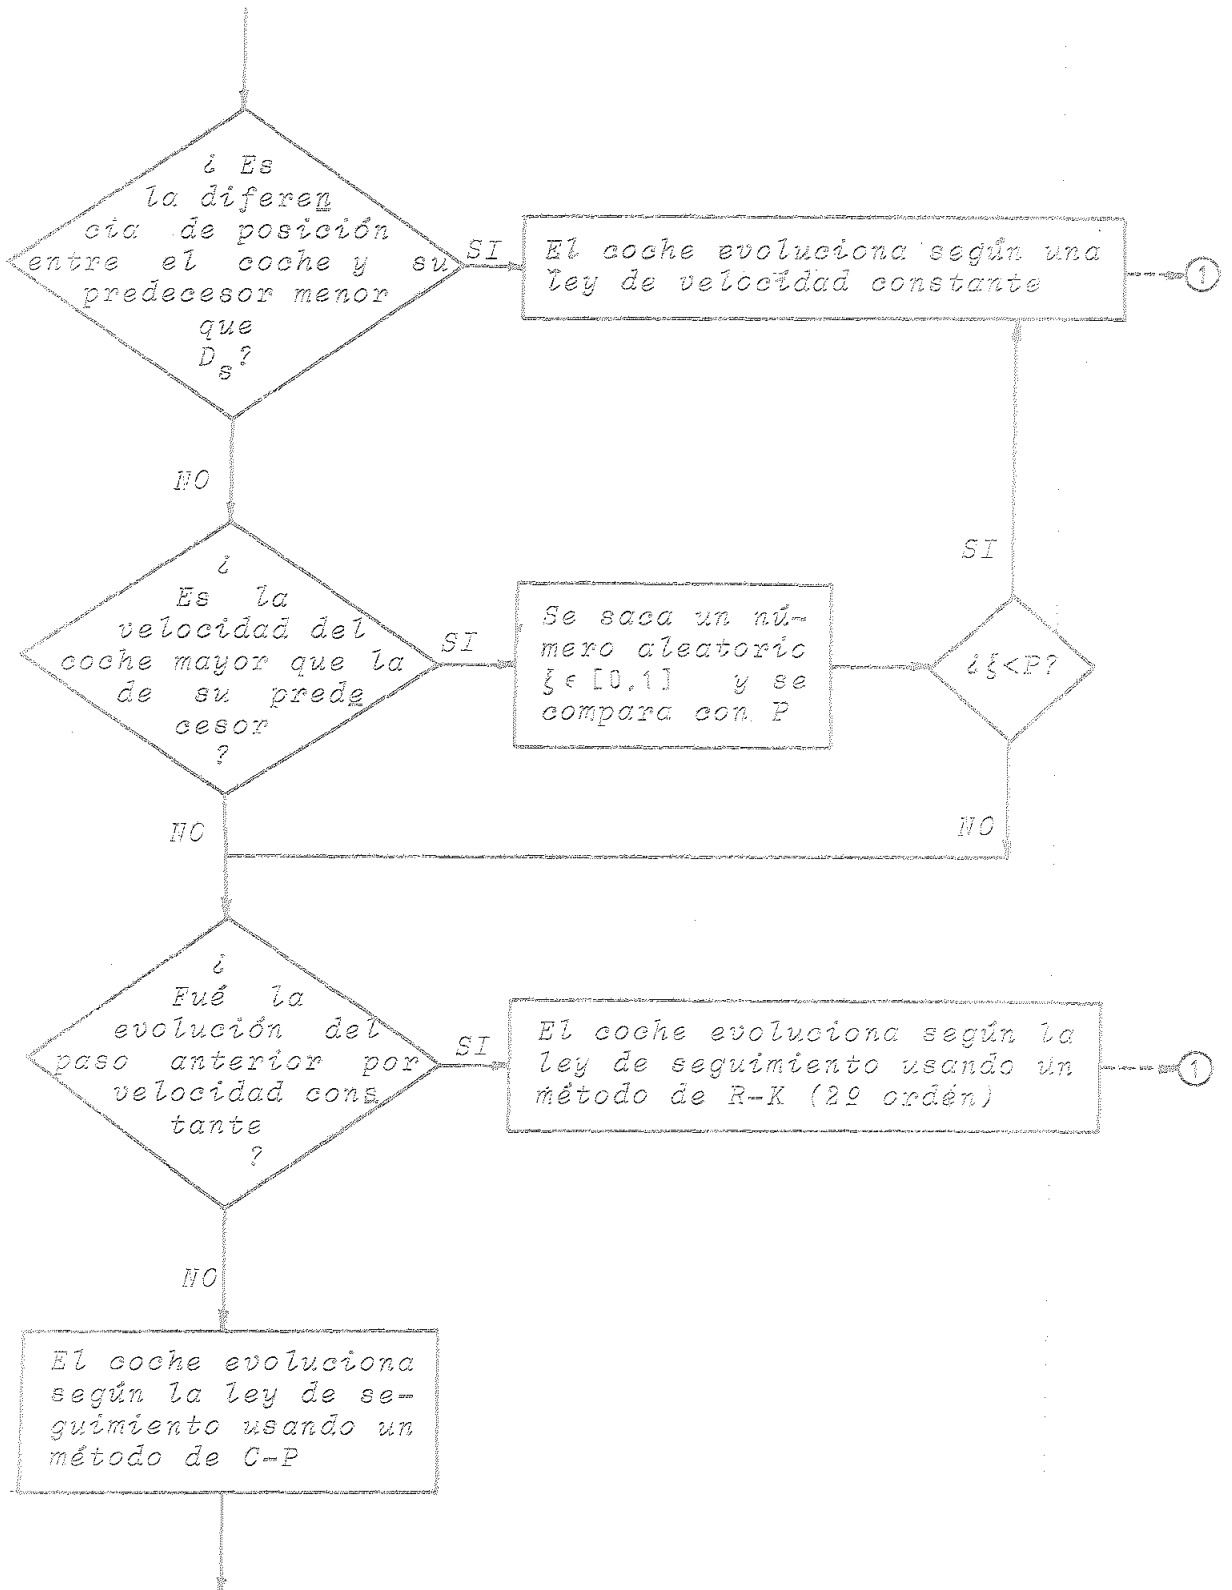 ¿ Es
la diferen
cia de posición
entre el coche y su
predecesor menor
que
D_s?
SI
El coche evoluciona según una
ley de velocidad constante
1
NO
¿
Es la
velocidad del
coche mayor que la
de su prede
cesor
?
SI
Se saca un nú-
mero aleatorio
ξ ϵ [0,1] y se
compara con P
¿ξ<P?
SI
NO
NO
¿
Fué la
evolución del
paso anterior por
velocidad cons
tante
?
SI
El coche evoluciona según la
ley de seguimiento usando un
método de R-K (2º ordén)
1
NO
El coche evoluciona
según la ley de se-
guimiento usando un
método de C-P